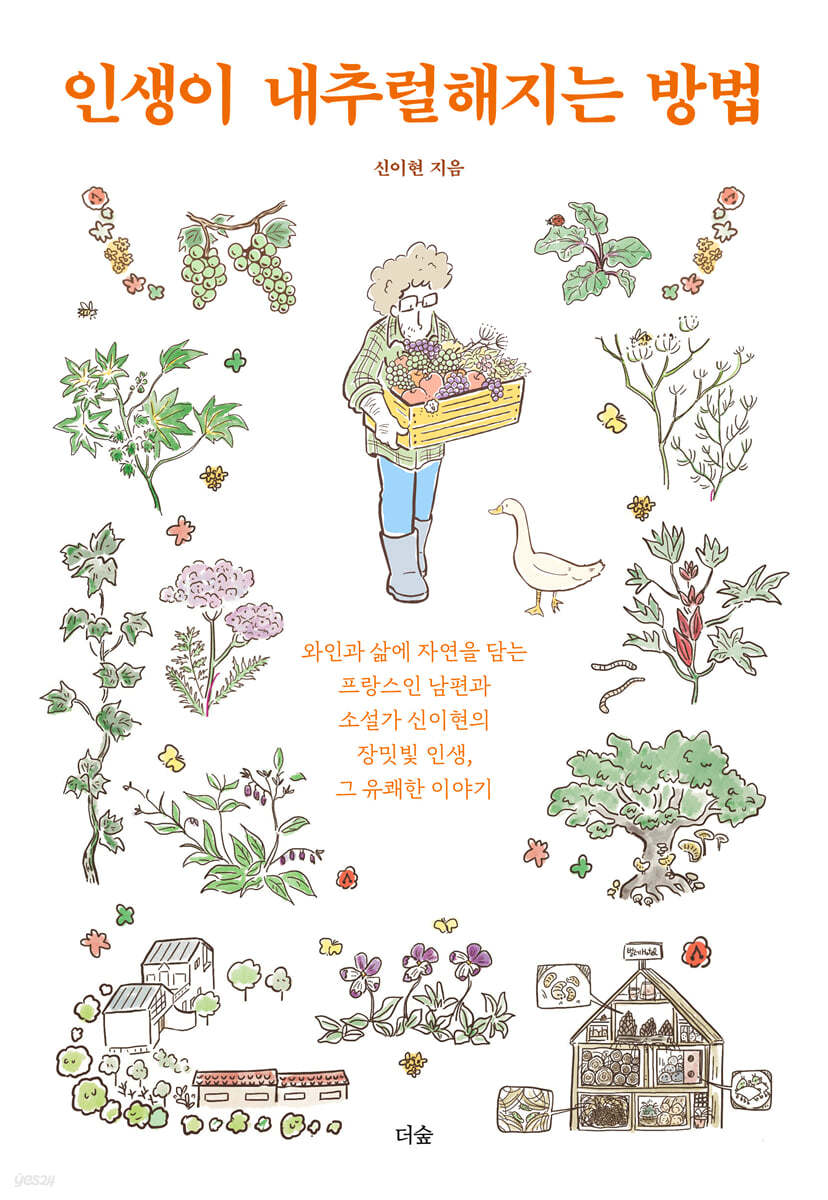 인생이 내추럴해지는 방법
신이현 지음
와인과 삶에 자연을 담는
프랑스인 남편과
소설가 신이현의
장밋빛 인생,
그 유쾌한 이야기
더숲
yes24